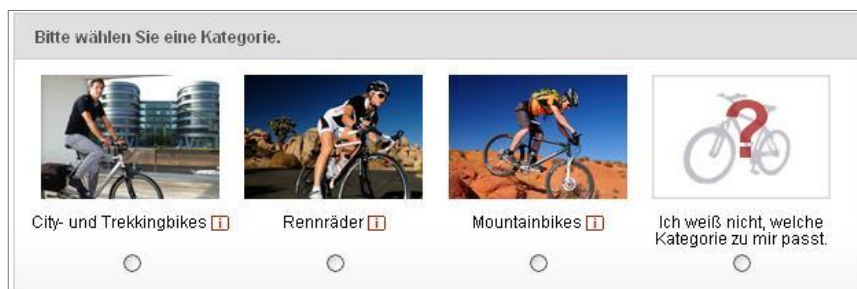 Bitte wählen Sie eine Kategorie.
City- und Trekkingbikes i
Rennräder i
Mountainbikes i
Ich weiß nicht, welche
Kategorie zu mir passt.
?